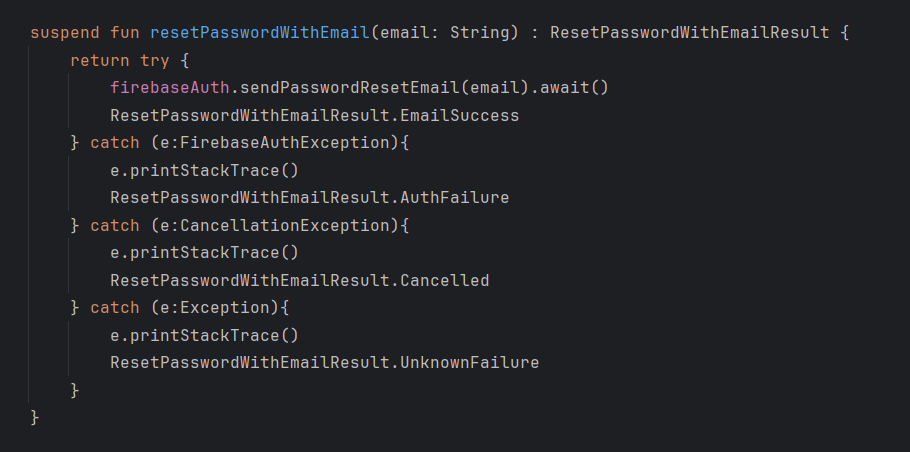 suspend fun resetPasswordWithEmail(email: String) : ResetPasswordWithEmailResult {
    return try {
        firebaseAuth.sendPasswordResetEmail(email).await()
        ResetPasswordWithEmailResult.EmailSuccess
    } catch (e:FirebaseAuthException){
        e.printStackTrace()
        ResetPasswordWithEmailResult.AuthFailure
    } catch (e:CancellationException){
        e.printStackTrace()
        ResetPasswordWithEmailResult.Cancelled
    } catch (e:Exception){
        e.printStackTrace()
        ResetPasswordWithEmailResult.UnknownFailure
    }
}